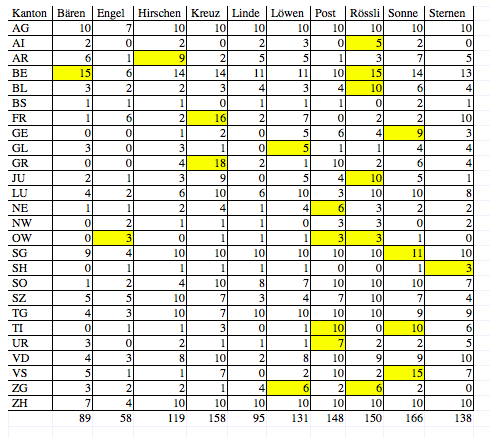 Kanton Bären Engel Hirschen Kreuz Linde Löwen Post Rössli Sonne Sternen
AG 10 7 10 10 10 10 10 10 10 10
AI 2 0 2 0 2 3 0 5 2 0
AR 6 1 9 2 5 5 1 3 7 5
BE 15 6 14 14 11 11 10 15 14 13
BL 3 2 2 3 4 3 4 10 6 4
BS 1 1 1 0 1 1 1 0 2 1
FR 1 6 2 16 2 7 0 2 2 10
GE 0 0 1 2 0 5 6 4 9 3
GL 3 0 3 1 0 5 1 1 4 4
GR 0 0 4 18 2 1 10 2 6 4
JU 2 1 3 9 0 5 4 10 5 1
LU 4 2 6 10 6 10 3 10 10 8
NE 1 1 2 4 1 4 6 3 2 2
NW 0 2 1 1 1 0 3 3 0 2
OW 0 3 0 1 1 1 3 3 1 0
SG 9 4 10 10 10 10 10 10 11 10
SH 0 1 1 1 1 1 0 0 1 3
SO 1 2 4 10 8 7 10 10 10 7
SZ 5 5 10 7 3 4 7 10 7 4
TG 4 3 10 7 10 10 10 10 9 9
TI 0 1 1 3 0 1 10 0 10 6
UR 3 0 2 1 1 1 7 2 2 5
VD 4 3 8 10 2 8 10 9 9 10
VS 5 1 1 7 0 2 10 2 15 7
ZG 3 2 2 1 4 6 2 6 2 0
ZH 7 4 10 10 10 10 10 10 10 10
89 58 119 158 95 131 148 150 166 138